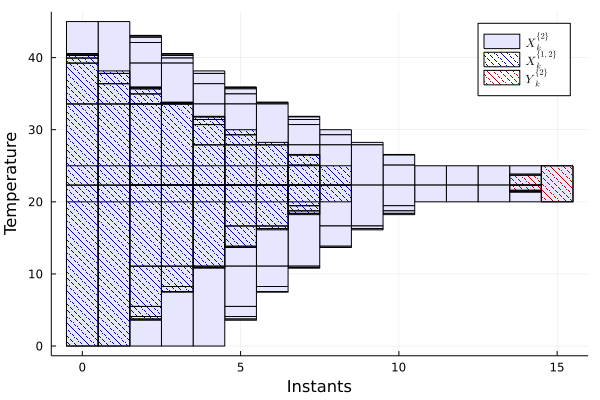 X_k^{2}
X_k^{1,2}
Y_k^{2}
40
30
20
10
0
Temperature
0 5 10 15
Instants